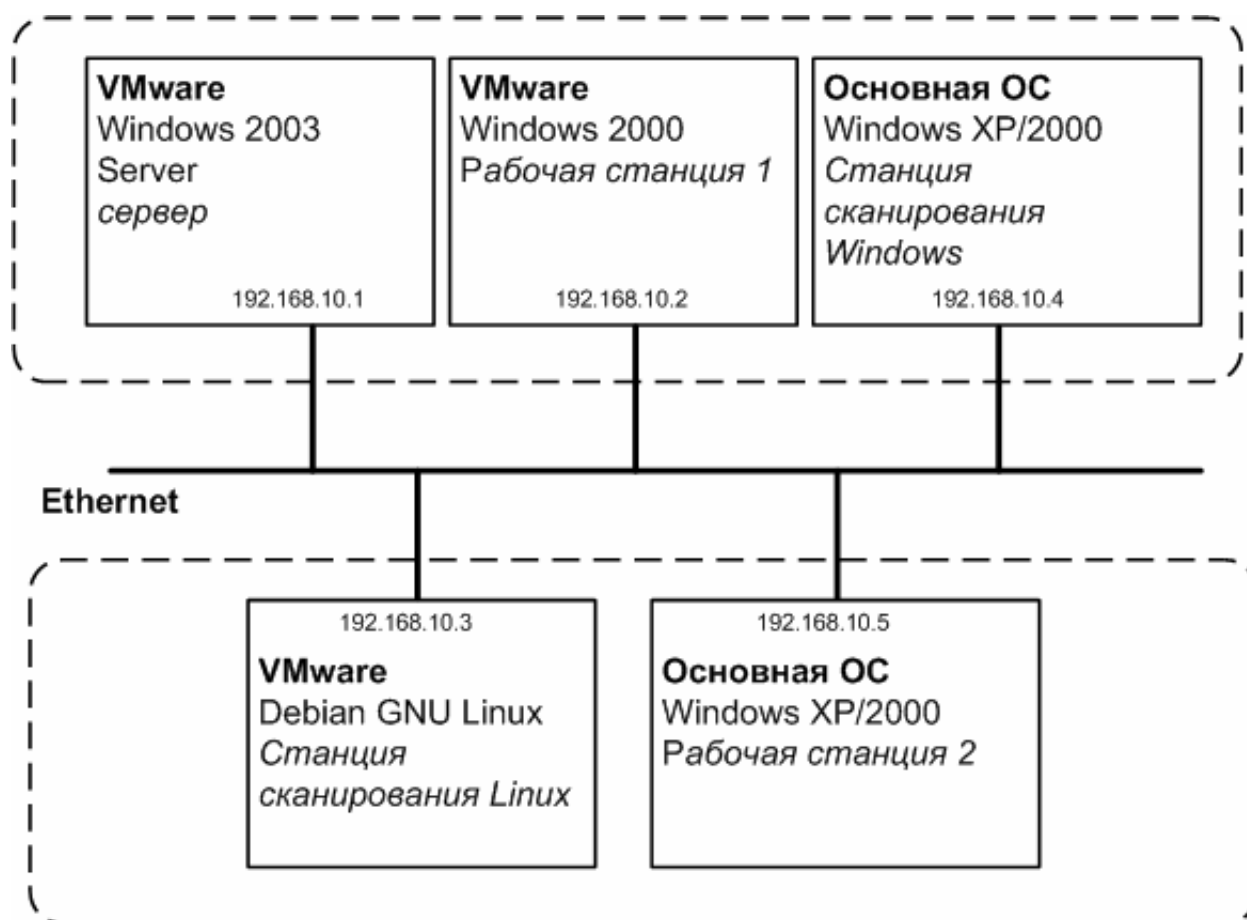 VMware
Windows 2003
Server
сервер
192.168.10.1
VMware
Windows 2000
Рабочая станция 1
192.168.10.2
Основная ОС
Windows XP/2000
Станция
сканирования
Windows
192.168.10.4
Ethernet
192.168.10.3
VMware
Debian GNU Linux
Станция
сканирования Linux
192.168.10.5
Основная ОС
Windows XP/2000
Рабочая станция 2